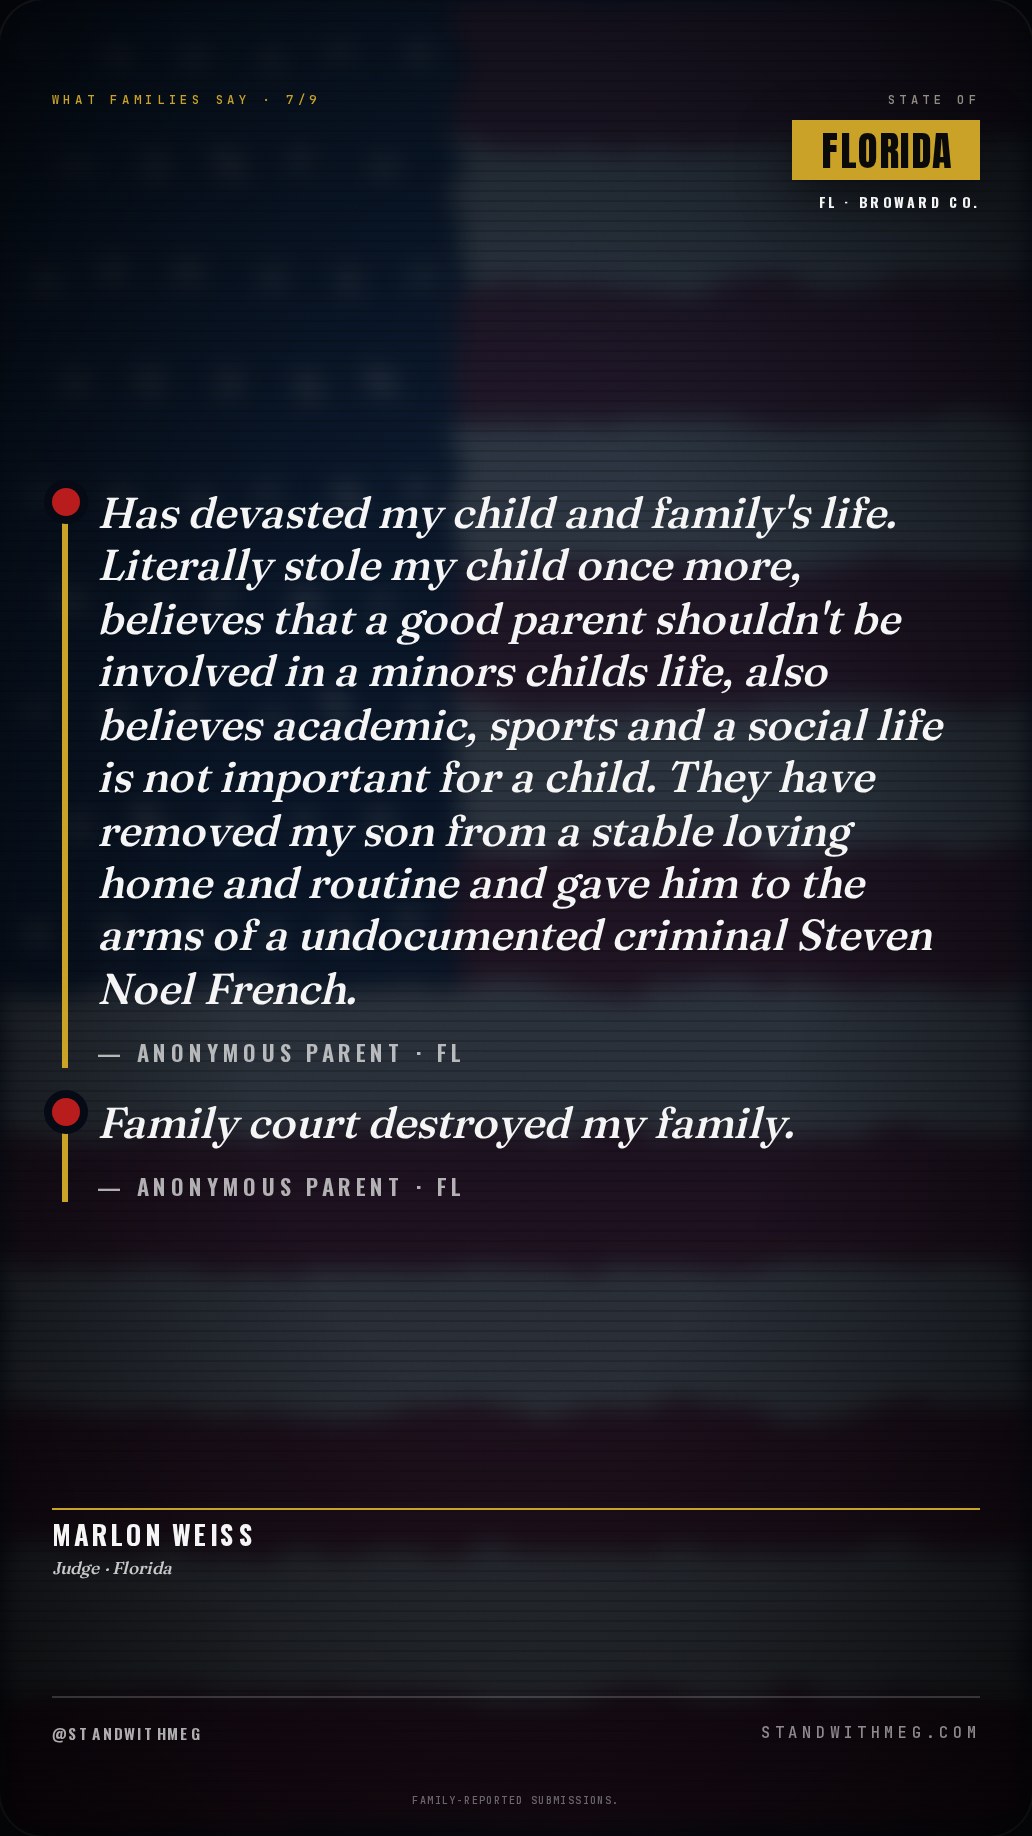 WHAT FAMILIES SAY · 7/9
STATE OF
FLORIDA
FL · BROWARD CO.
Has devasted my child and family's life.
Literally stole my child once more,
believes that a good parent shouldn't be
involved in a minors childs life, also
believes academic, sports and a social life
is not important for a child. They have
removed my son from a stable loving
home and routine and gave him to the
arms of a undocumented criminal Steven
Noel French.
— ANONYMOUS PARENT · FL
Family court destroyed my family.
— ANONYMOUS PARENT · FL
MARLON WEISS
Judge · Florida
@STANDWITHMEG
STANDWITHMEG.COM
FAMILY-REPORTED SUBMISSIONS.